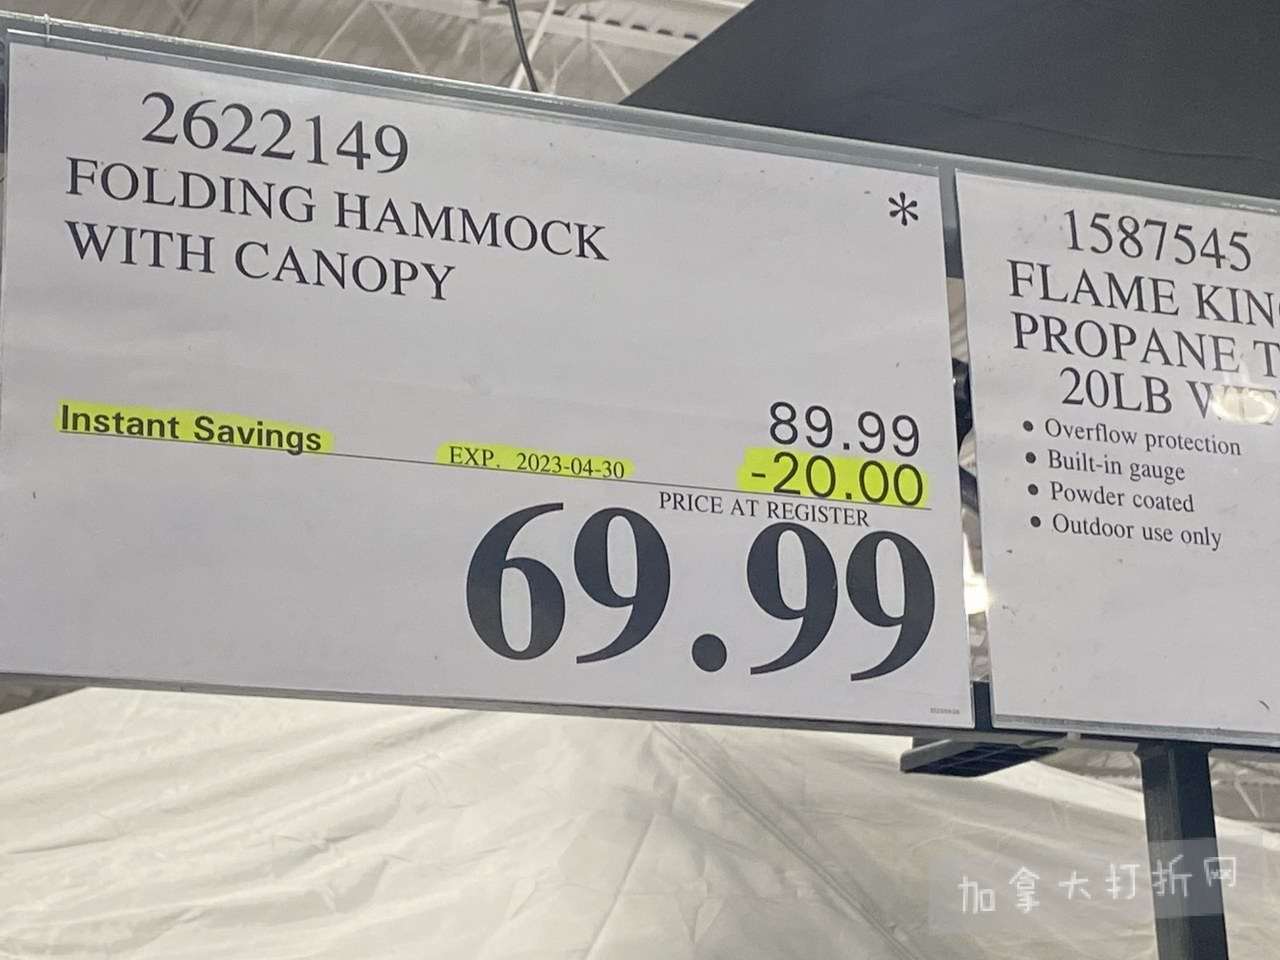 2622149
FOLDING HAMMOCK
WITH CANOPY
*
89.99
Instant Savings EXP. 2023-04-30 -20.00
PRICE AT REGISTER
69.99
1587545
FLAME KIN
PROPANE T
20LB
• Overflow protection
• Built-in gauge
• Powder coated
• Outdoor use only
加拿大打折网